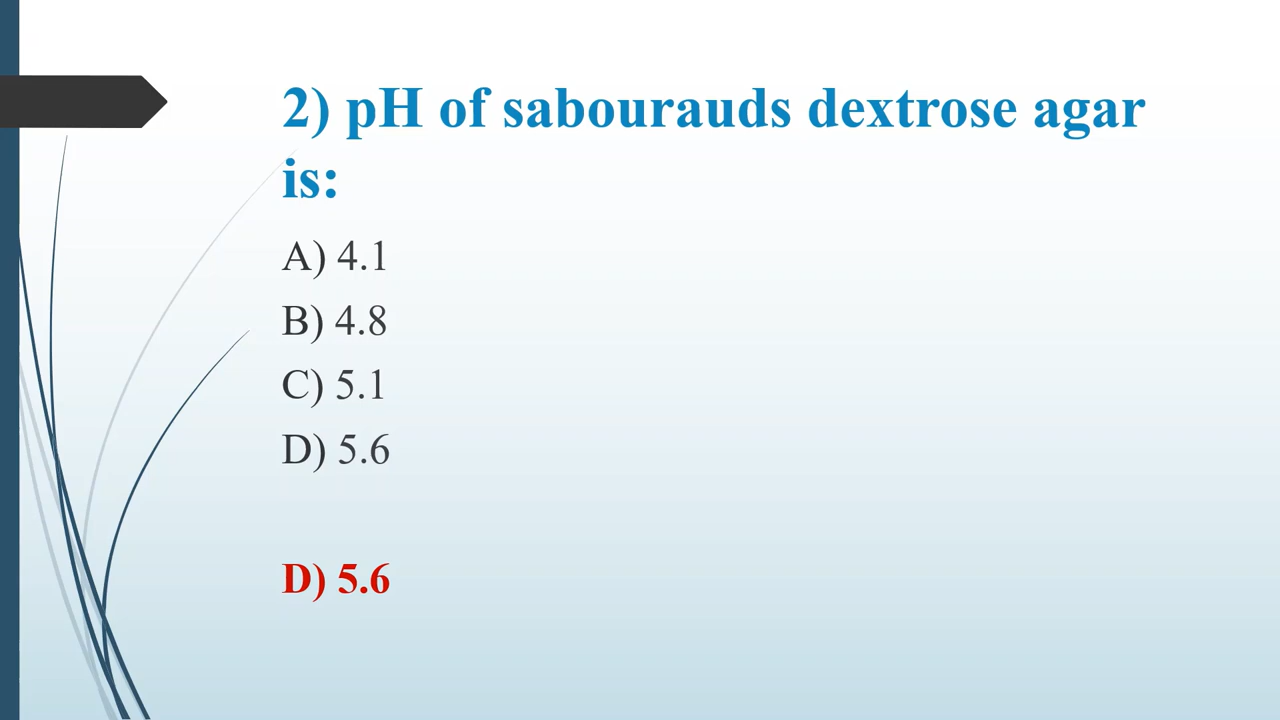 2) pH of sabourauds dextrose agar
is:
A) 4.1
B) 4.8
C) 5.1
D) 5.6
D) 5.6